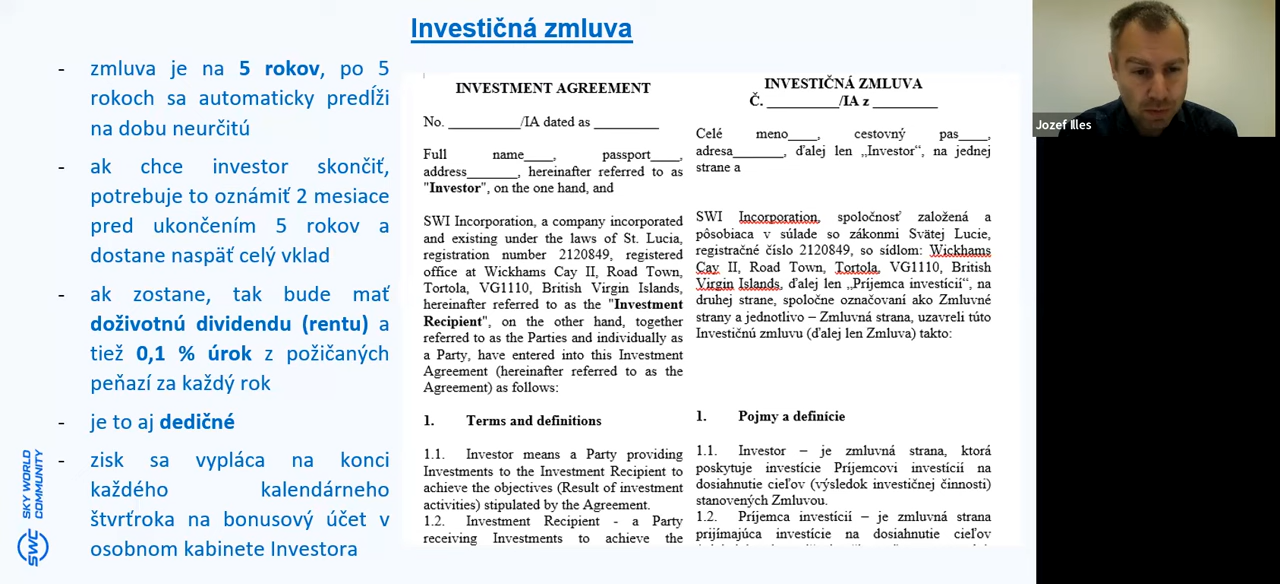 Investičná zmluva
- zmluva je na 5 rokov, po 5
rokoch sa automaticky predĺži
na dobu neurčitú
- ak chce investor skončiť,
potrebuje to oznámiť 2 mesiace
pred ukončením 5 rokov a
dostane naspäť celý vklad
- ak zostane, tak bude mať
doživotnú dividendu (rentu) a
tiež 0,1 % úrok z požičaných
peňazí za každý rok
- je to aj dedičné
- zisk sa vypláca na konci
každého kalendárneho
štvrťroka na bonusový účet v
osobnom kabinete Investora
SWC
SKY WORLD
COMMUNITY
INVESTMENT AGREEMENT
No. __________/IA dated as _________
Full name____, passport____,
address_______, hereinafter referred to as
"Investor", on the one hand, and
SWI Incorporation, a company incorporated
and existing under the laws of St. Lucia,
registration number 2120849, registered
office at Wickhams Cay II, Road Town,
Tortola, VG1110, British Virgin Islands,
hereinafter referred to as the "Investment
Recipient", on the other hand, together
referred to as the Parties and individually as
a Party, have entered into this Investment
Agreement (hereinafter referred to as the
Agreement) as follows:
1. Terms and definitions
1.1. Investor means a Party providing
Investments to the Investment Recipient to
achieve the objectives (Result of investment
activities) stipulated by the Agreement.
1.2. Investment Recipient - a Party
receiving Investments to achieve the
INVESTIČNÁ ZMLUVA
Č. __________/IA z _________
Celé meno____, cestovný pas____,
adresa_______, ďalej len „Investor“, na jednej
strane a
SWI Incorporation, spoločnosť založená a
pôsobiaca v súlade so zákonmi Svätej Lucie,
registračné číslo 2120849, so sídlom: Wickhams
Cay II, Road Town, Tortola, VG1110, British
Virgin Islands, ďalej len „Príjemca investícií“, na
druhej strane, spoločne označovaní ako Zmluvné
strany a jednotlivo – Zmluvná strana, uzavreli túto
Investičnú zmluvu (ďalej len Zmluva) takto:
1. Pojmy a definície
1.1. Investor – je zmluvná strana, ktorá
poskytuje investície Príjemcovi investícií na
dosiahnutie cieľov (výsledok investičnej činnosti)
stanovených Zmluvou.
1.2. Príjemca investícií – je zmluvná strana
prijímajúca investície na dosiahnutie cieľov
Jozef Illes